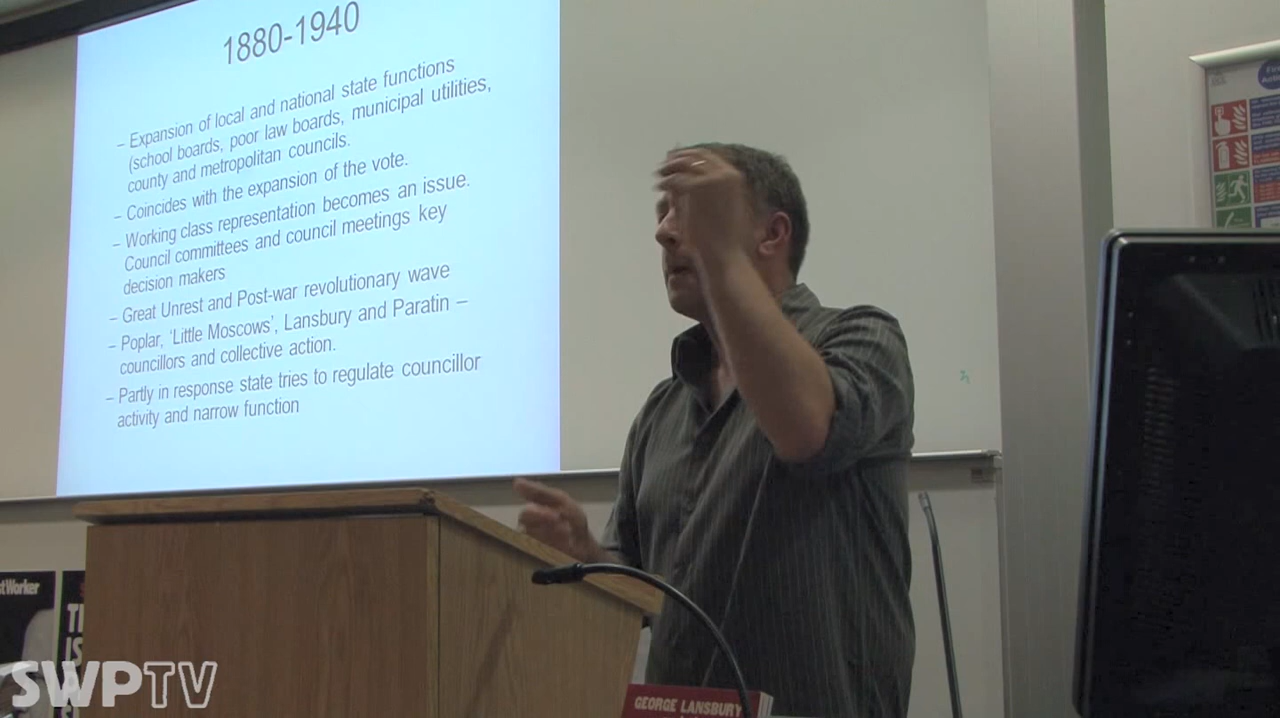 1880-1940
– Expansion of local and national state functions
(school boards, poor law boards, municipal utilities,
county and metropolitan councils.
– Coincides with the expansion of the vote.
– Working class representation becomes an issue.
Council committees and council meetings key
decision makers
– Great Unrest and Post-war revolutionary wave
– Poplar, ‘Little Moscows’, Lansbury and Paratin –
councillors and collective action.
– Partly in response state tries to regulate councillor
activity and narrow function
Worker
SWPTV
GEORGE LANSBURY